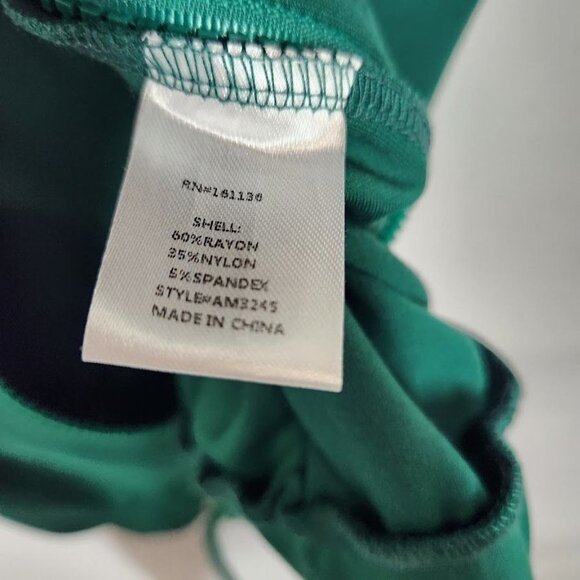 RN#161136
SHELL:
60%RAYON
35%NYLON
5%SPANDEX
STYLE#AM3245
MADE IN CHINA